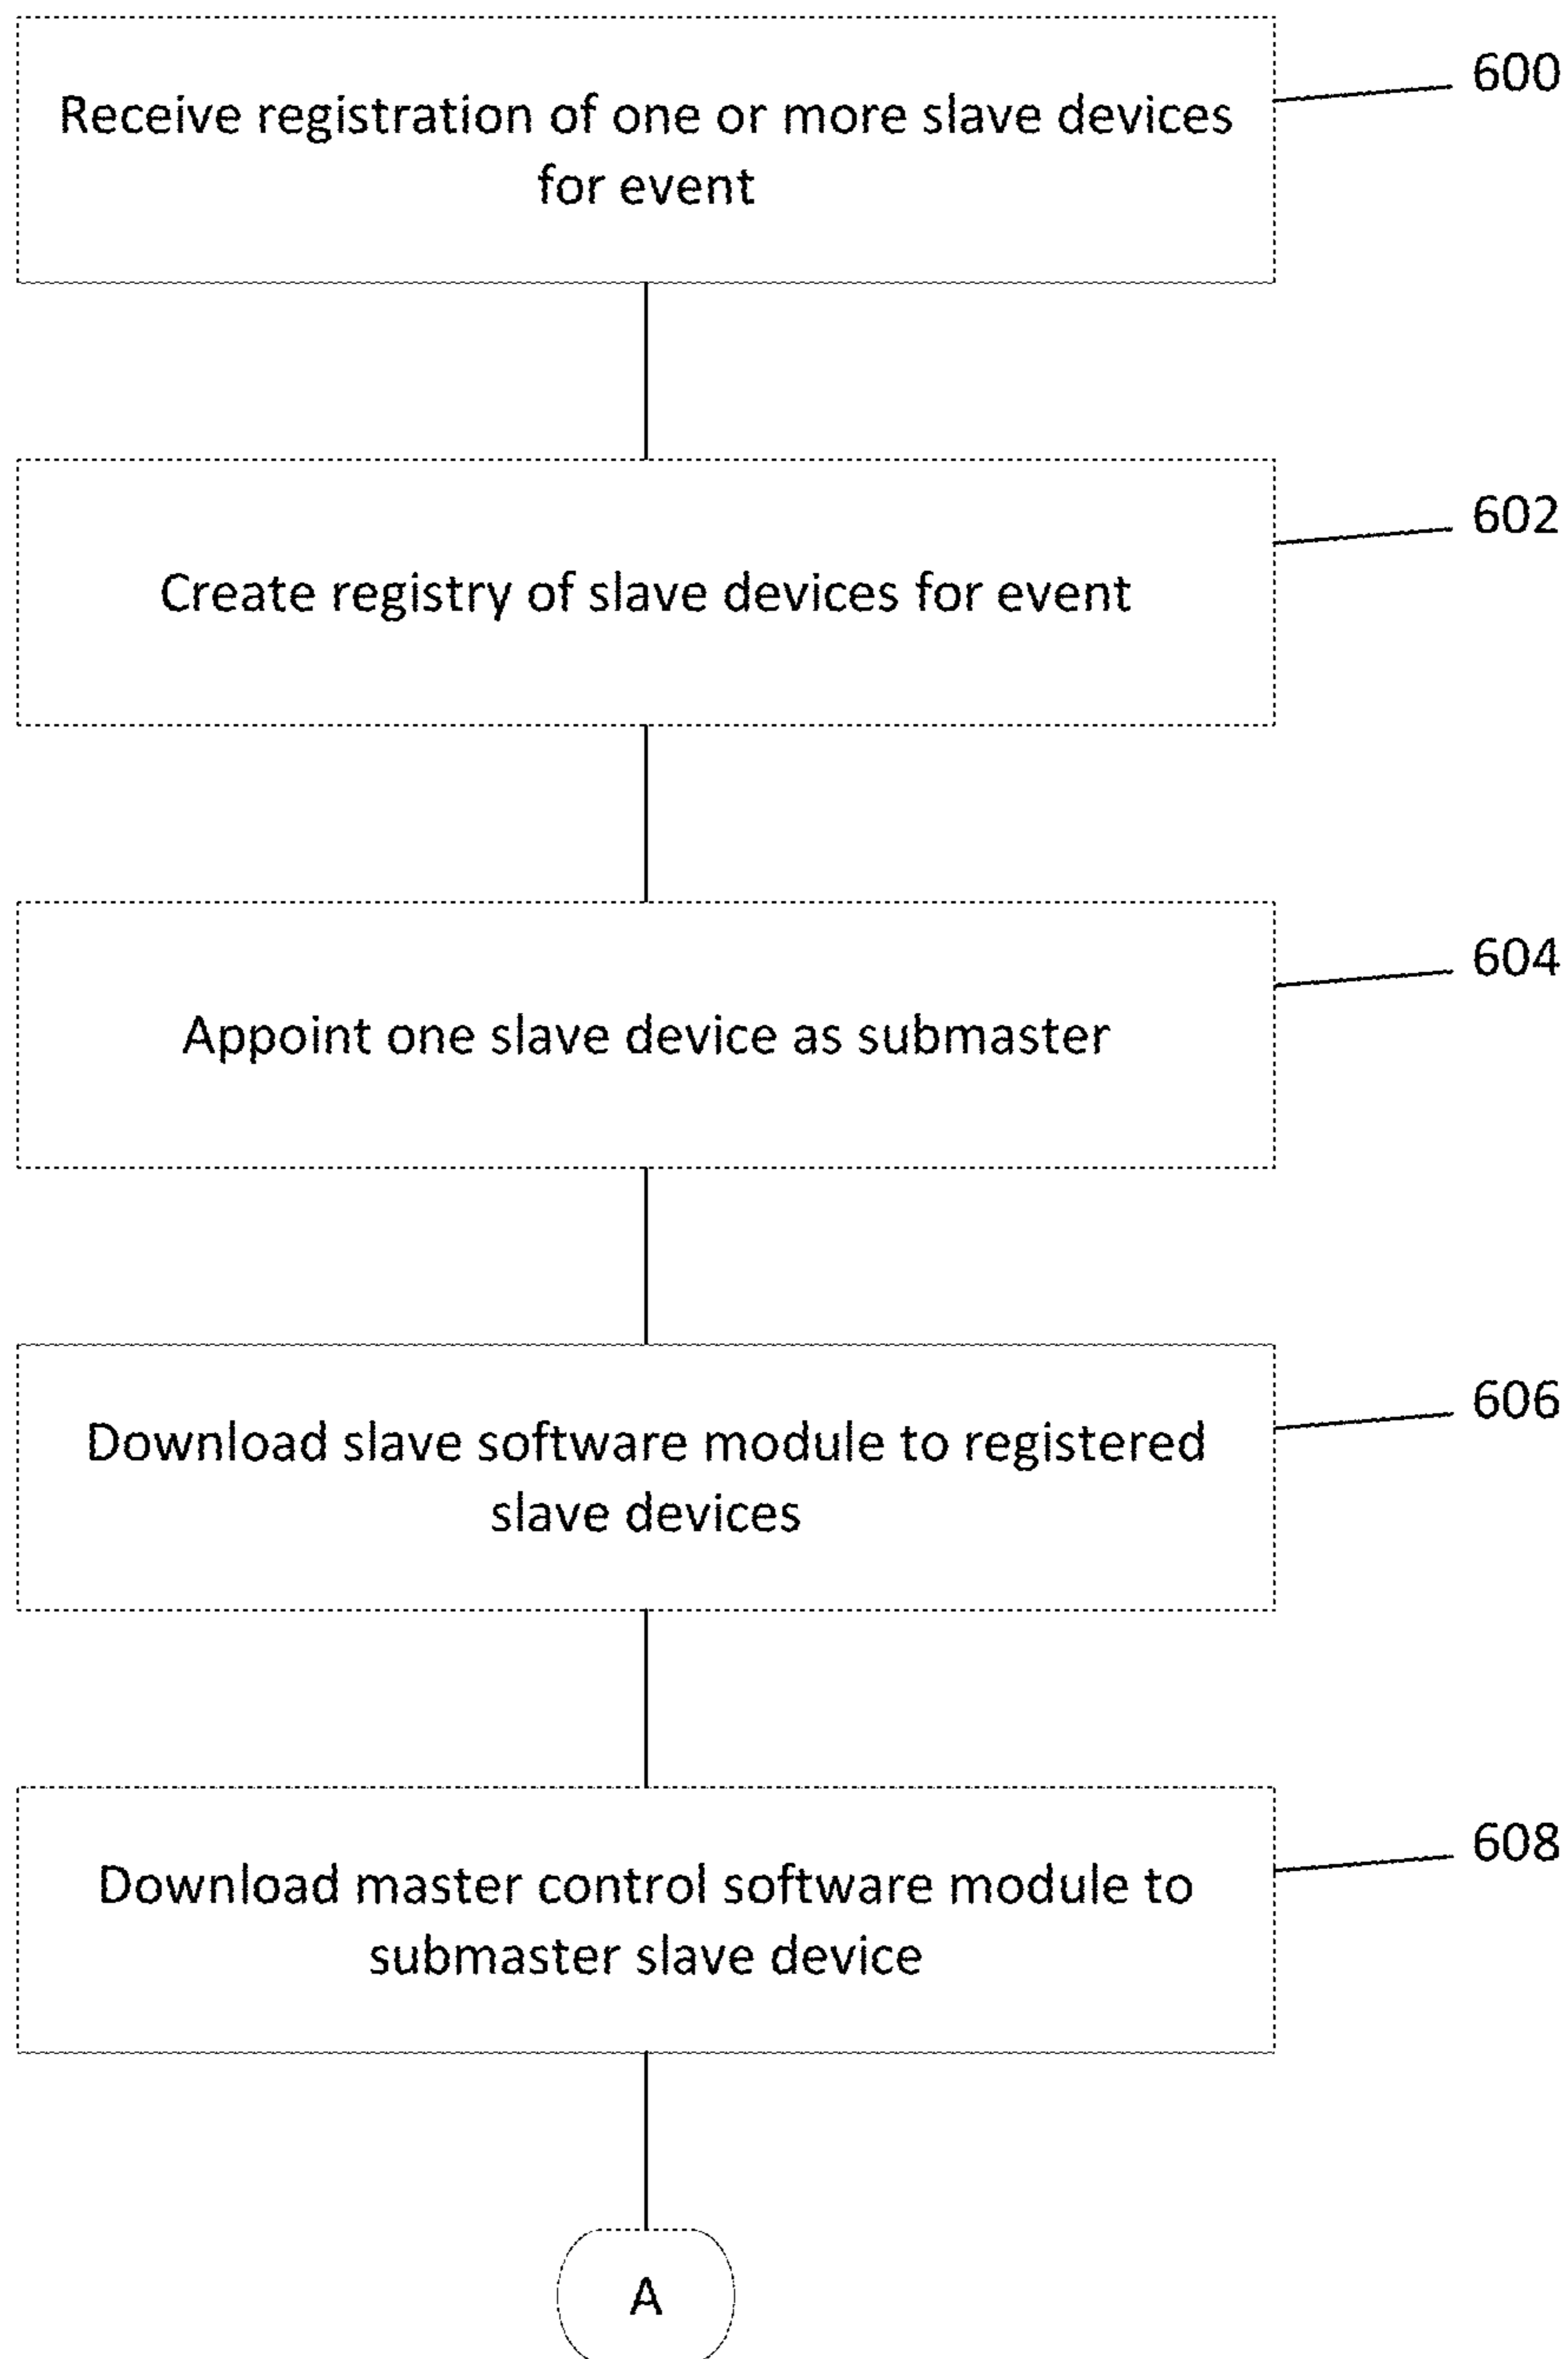 600
Receive registration of one or more slave devices
for event
602
Create registry of slave devices for event
604
Appoint one slave device as submaster
606
Download slave software module to registered
slave devices
608
Download master control software module to
submaster slave device
A